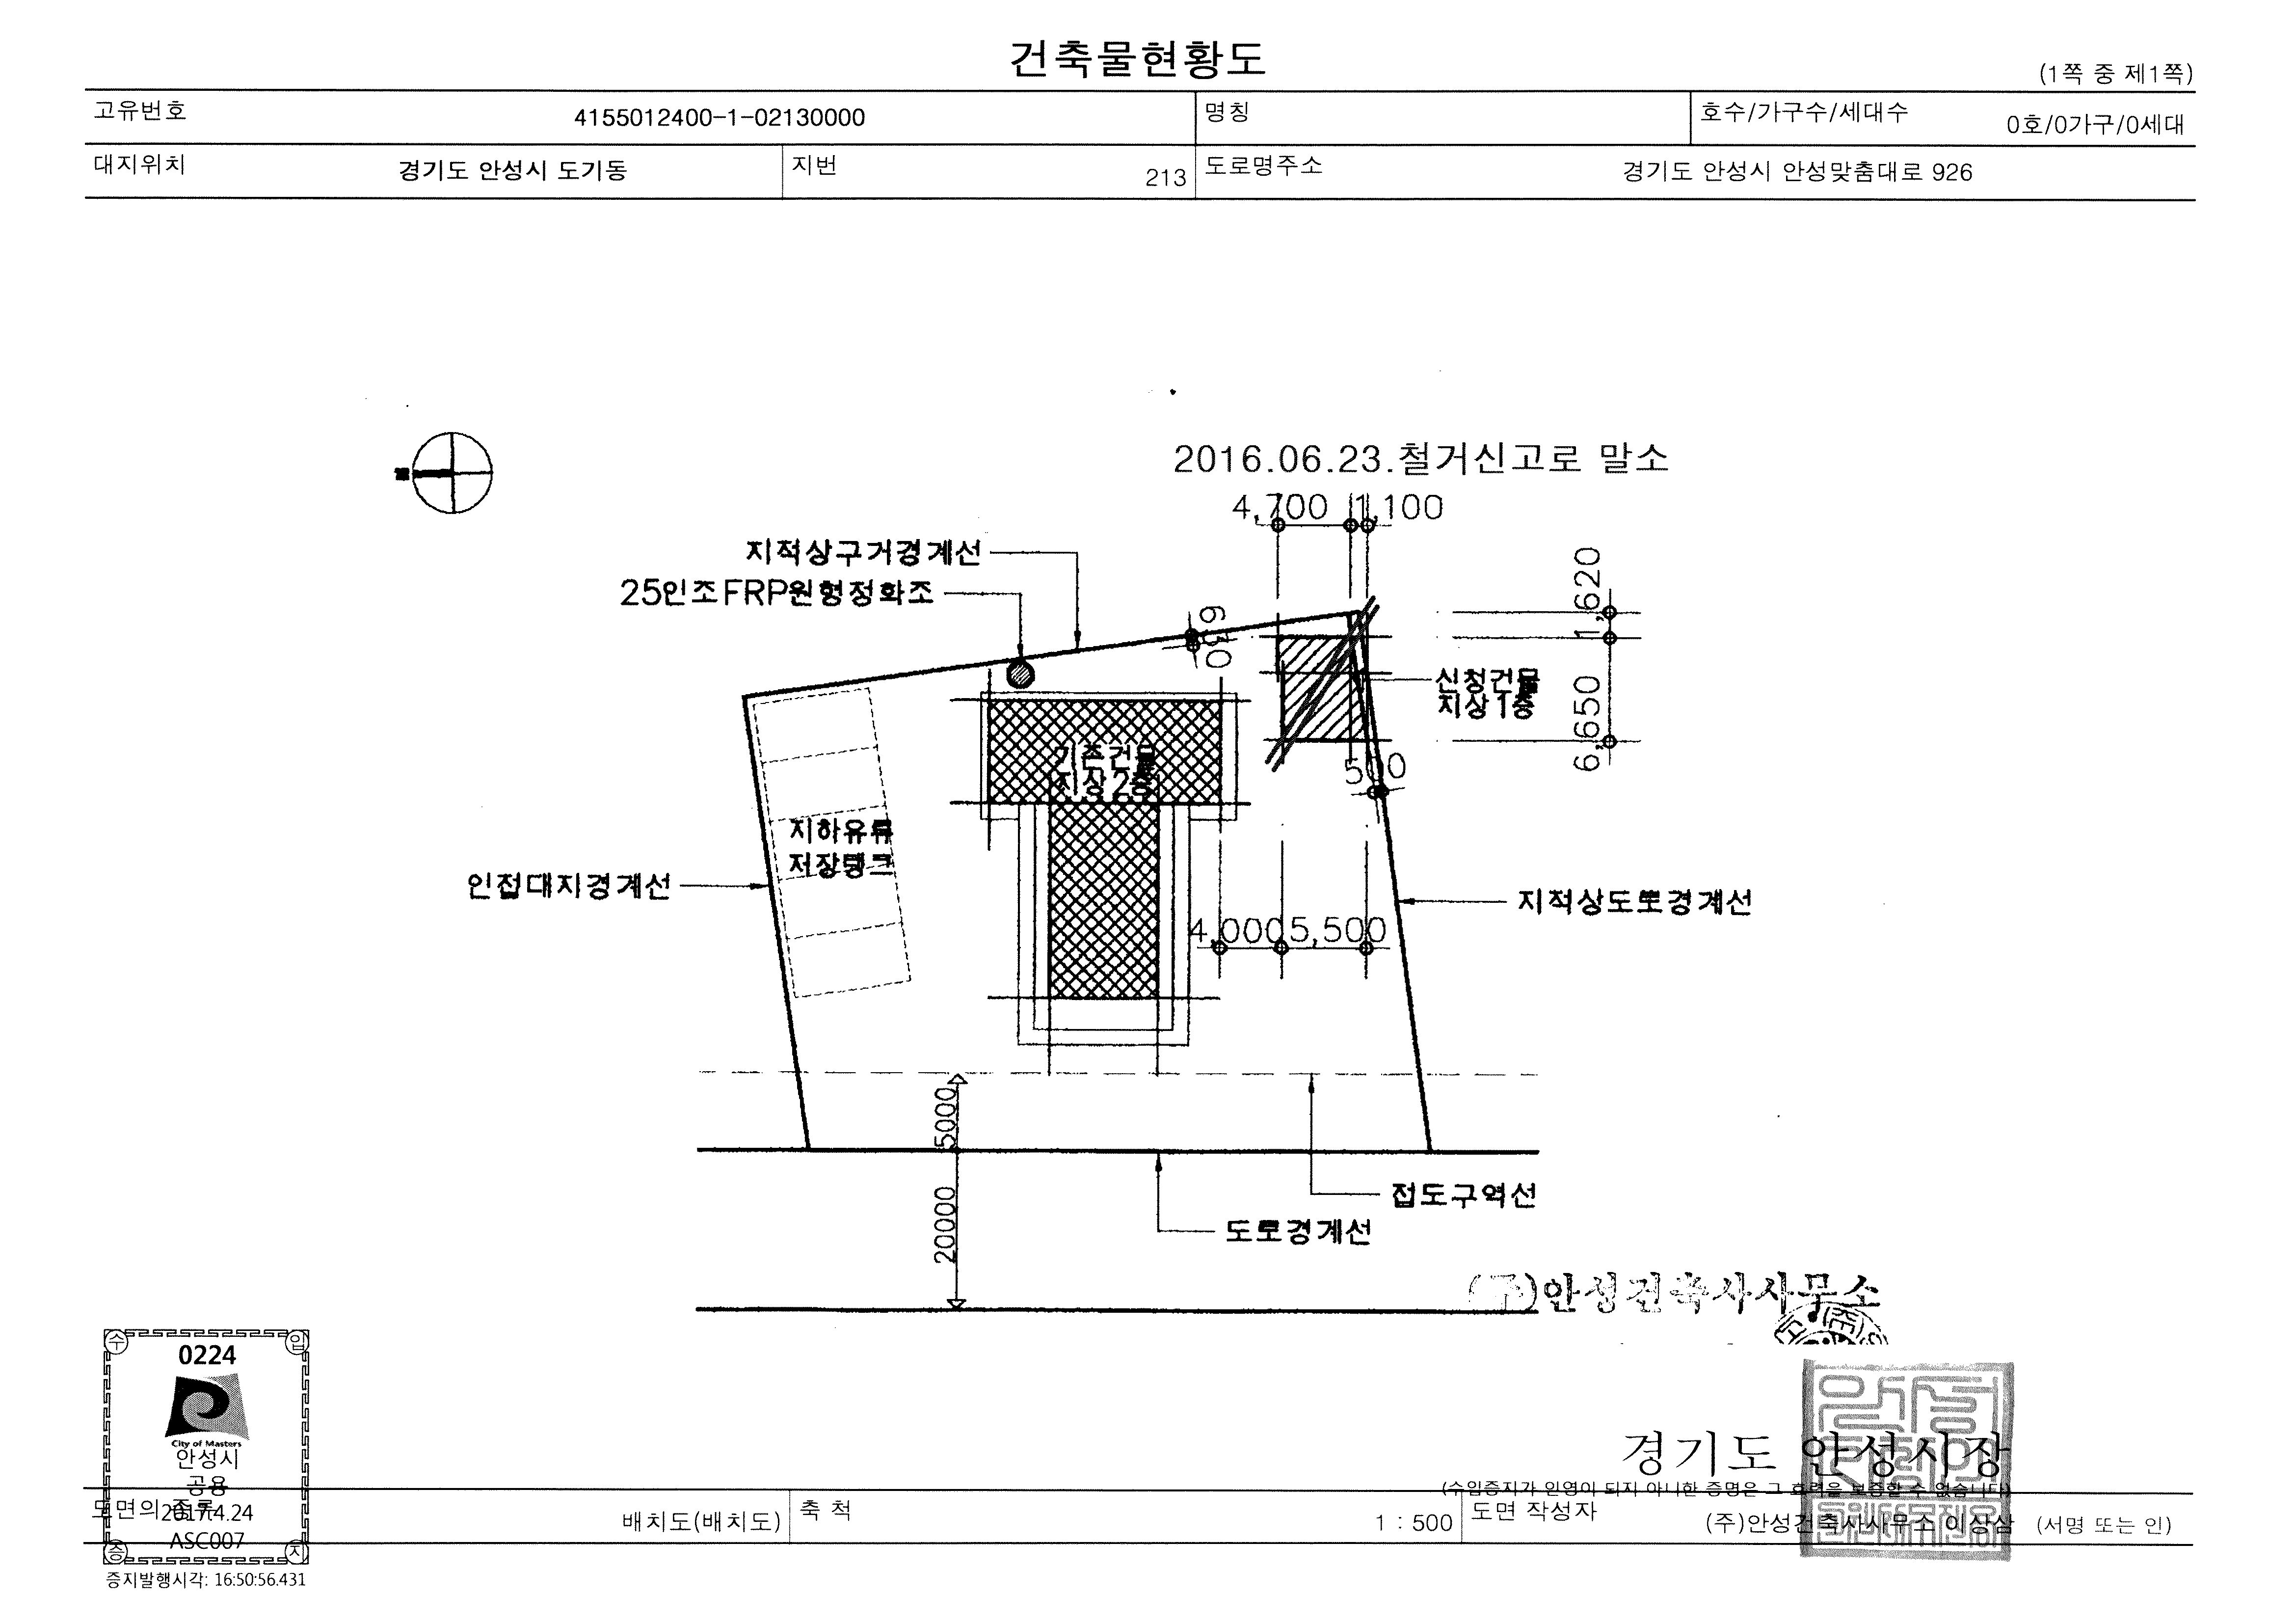 건축물현황도
(1쪽 중 제1쪽)
고유번호 4155012400-1-02130000 명칭 호수/가구수/세대수 0호/0가구/0세대
대지위치 경기도 안성시 도기동 지번 213 도로명주소 경기도 안성시 안성맞춤대로 926
2016.06.23.철거신고로 말소
4,700 1,100
지적상구거경계선
25인조FRP원형정화조
630
1,620
신청건물
지상1층
6,650
기존건물
지상2층
500
지하유류
저장탱크
인접대지경계선
지적상도로경계선
4,000 5,500
5000
접도구역선
도로경계선
20000
(주)안성건축사사무소
수 입
0224
City of Masters
안성시
공용
2017.4.24
ASC007
증 지
증지발행시각: 16:50:56.431
경기도 안성시장
(수입증지가 인영이 되지 아니한 증명은 그 효력을 보증할 수 없습니다)
도면의 종류 배치도(배치도) 축 척 1 : 500 도면 작성자 (주)안성건축사사무소 이상삼 (서명 또는 인)